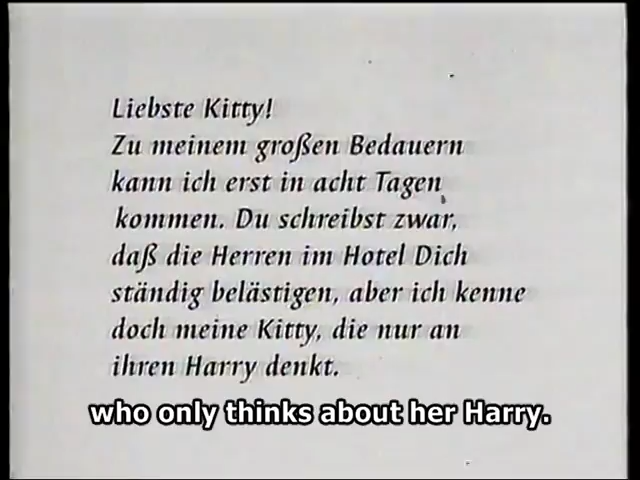 Liebste Kitty!
Zu meinem großen Bedauern
kann ich erst in acht Tagen
kommen. Du schreibst zwar,
daß die Herren im Hotel Dich
ständig belästigen, aber ich kenne
doch meine Kitty, die nur an
ihren Harry denkt.
who only thinks about her Harry.